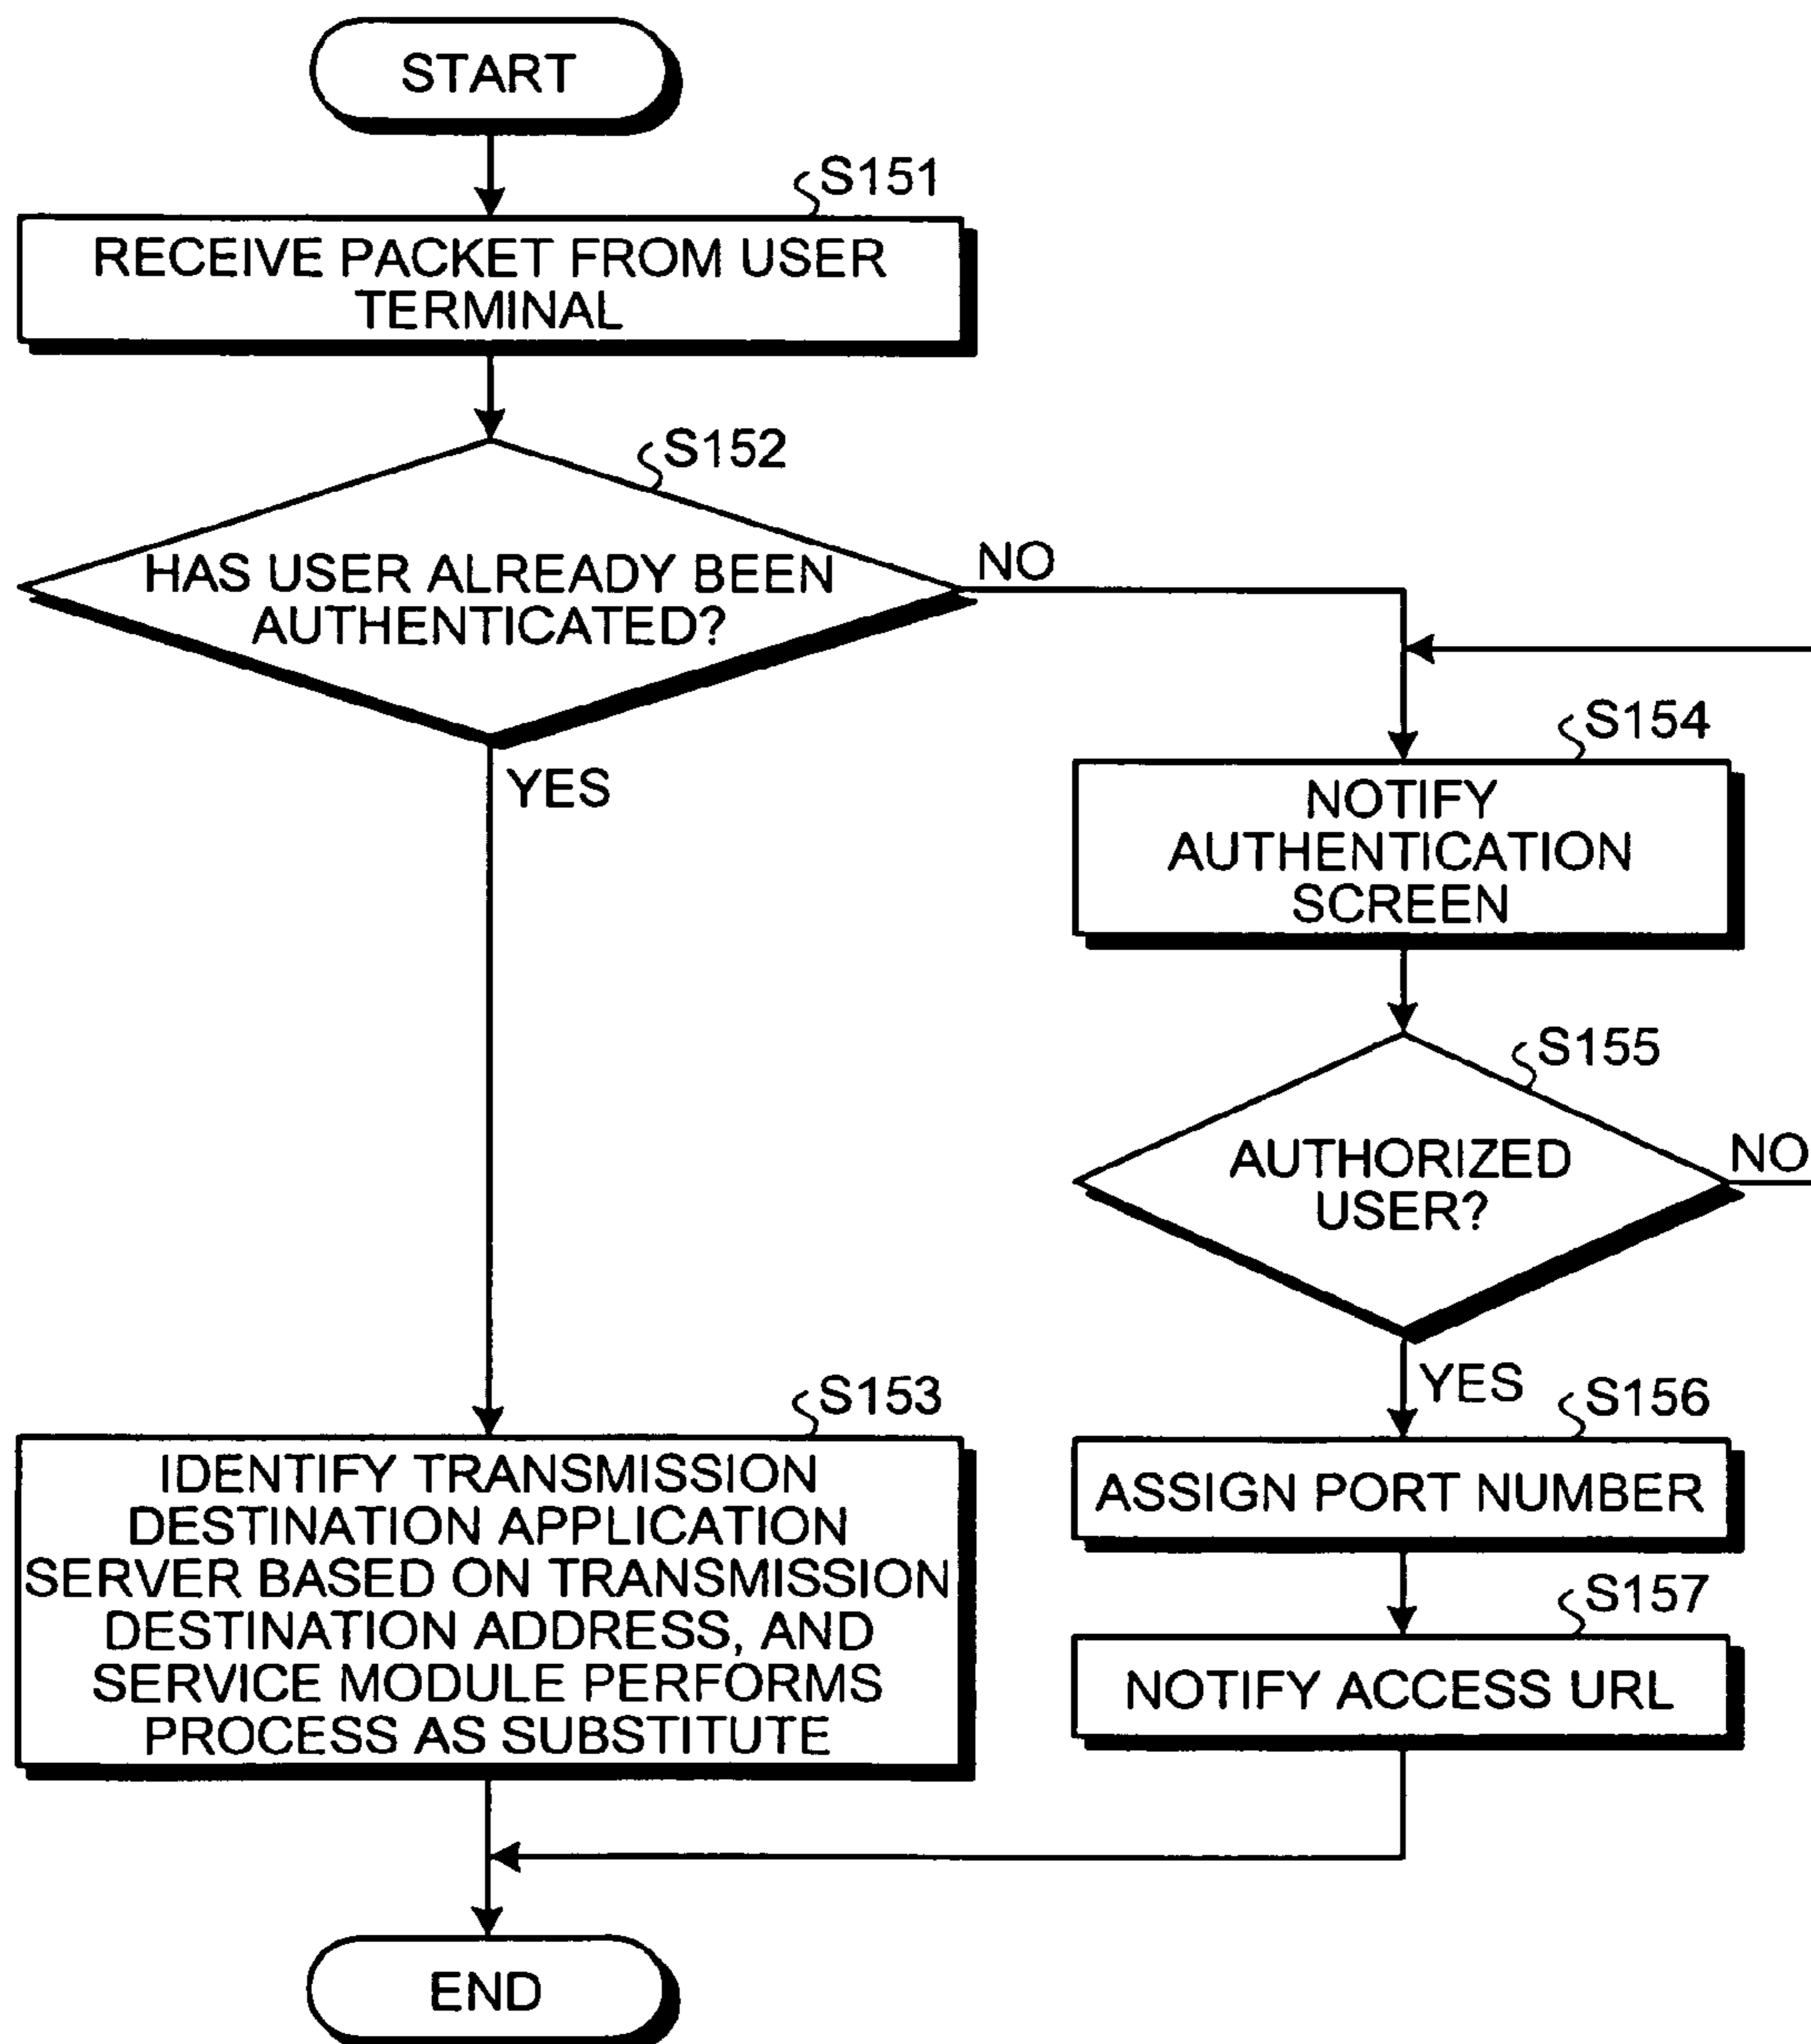 START
S151
RECEIVE PACKET FROM USER
TERMINAL
S152
HAS USER ALREADY BEEN
AUTHENTICATED?
NO
YES
S154
NOTIFY
AUTHENTICATION
SCREEN
S155
AUTHORIZED
USER?
NO
YES
S153
IDENTIFY TRANSMISSION
DESTINATION APPLICATION
SERVER BASED ON TRANSMISSION
DESTINATION ADDRESS, AND
SERVICE MODULE PERFORMS
PROCESS AS SUBSTITUTE
S156
ASSIGN PORT NUMBER
S157
NOTIFY ACCESS URL
END